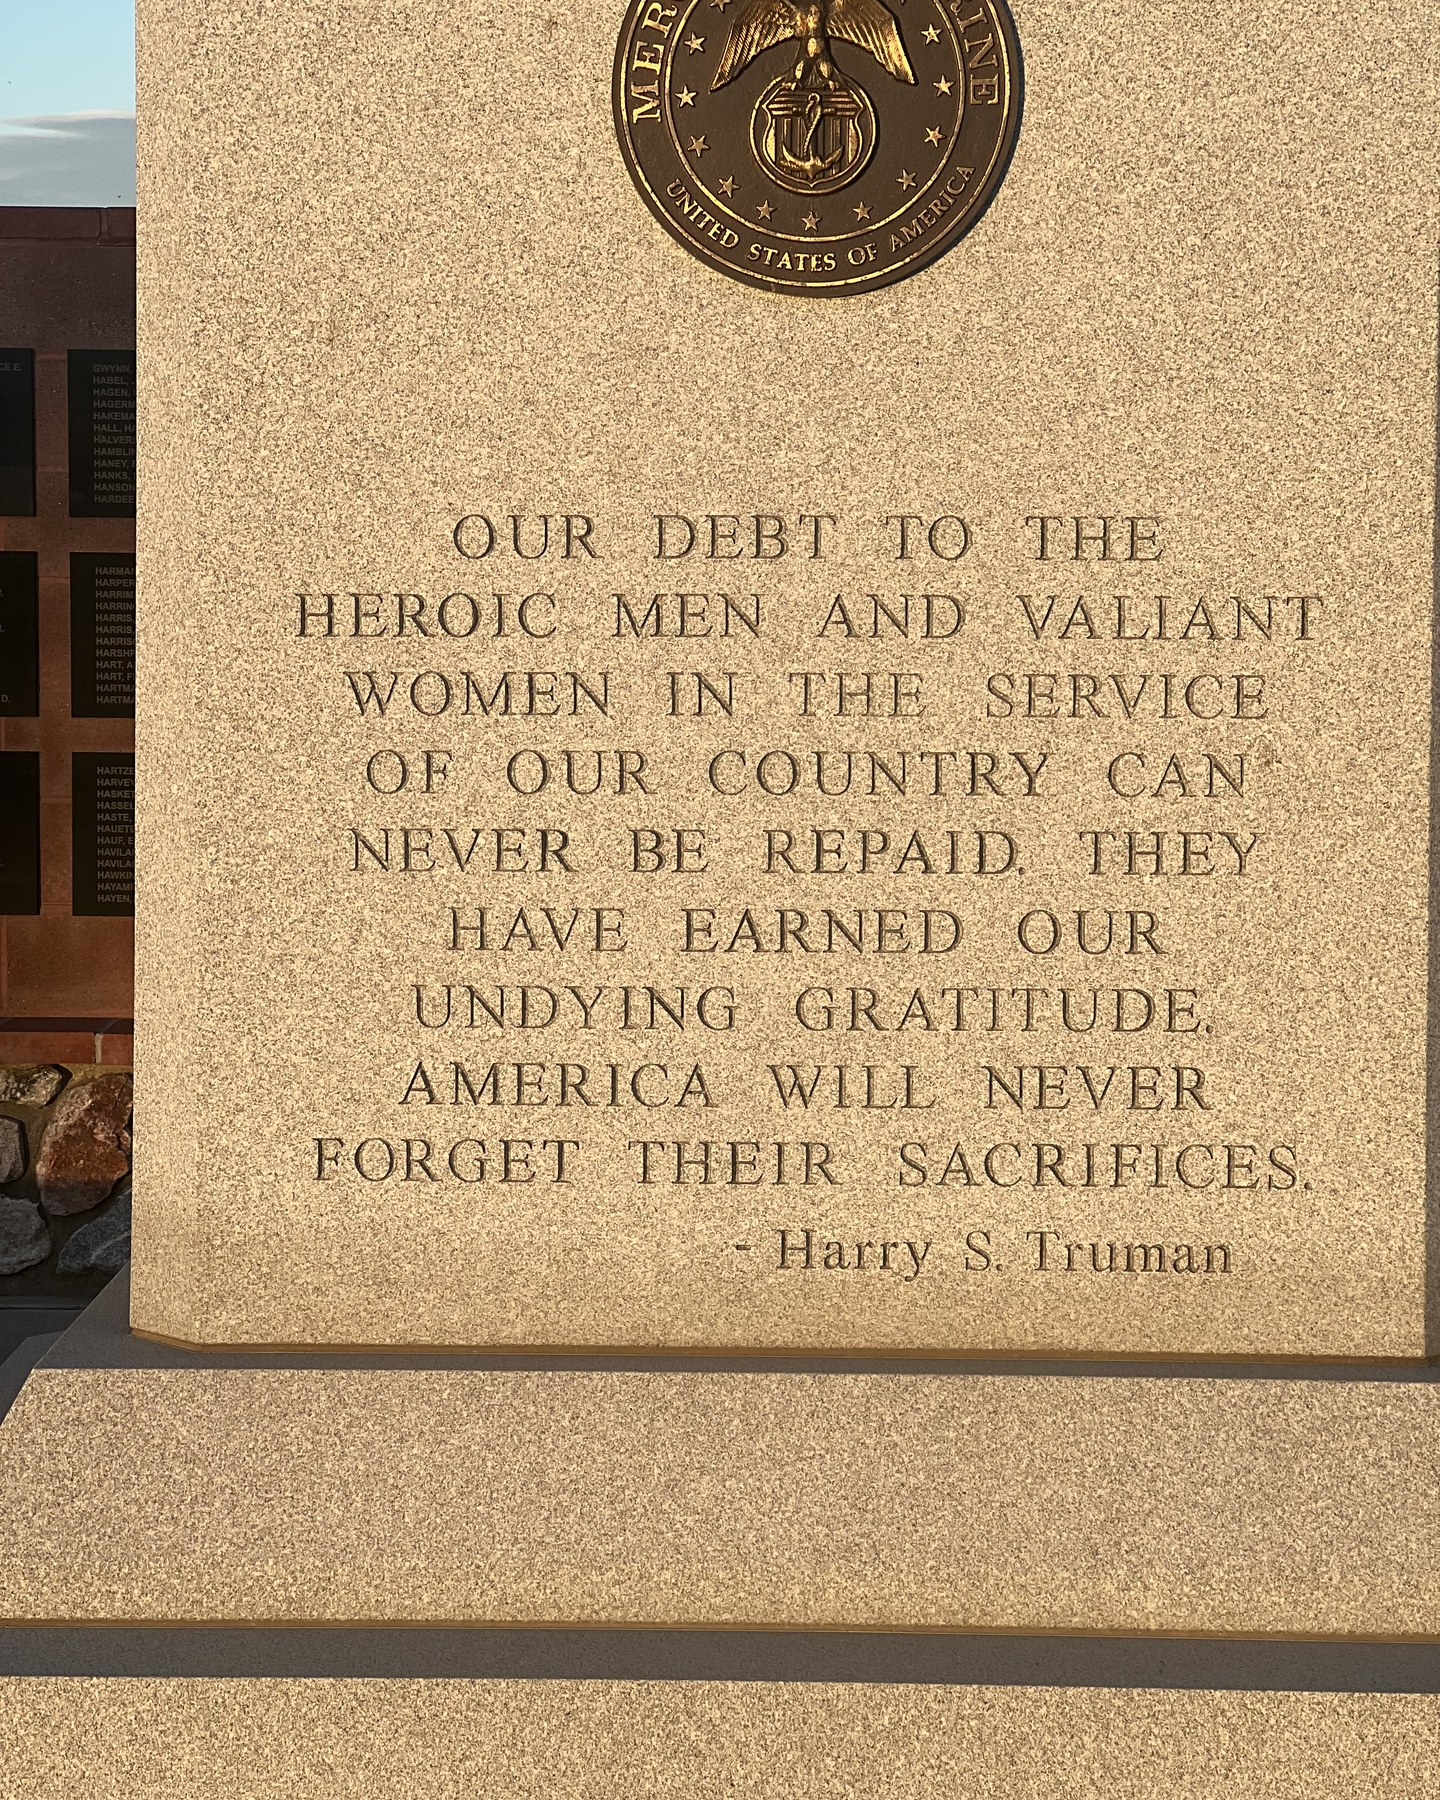 UNITED STATES OF AMERICA
OUR DEBT TO THE
HEROIC MEN AND VALIANT
WOMEN IN THE SERVICE
OF OUR COUNTRY CAN
NEVER BE REPAID. THEY
HAVE EARNED OUR
UNDYING GRATITUDE.
AMERICA WILL NEVER
FORGET THEIR SACRIFICES.
- Harry S. Truman
GWYNN,
HABEL,
HAGEN,
HALL,
HANEY,
HANKS,
HANSON
HARRIS,
HARRIS,
HART, A
HART, F
HASTE,
HAUF, E
HAYEN,